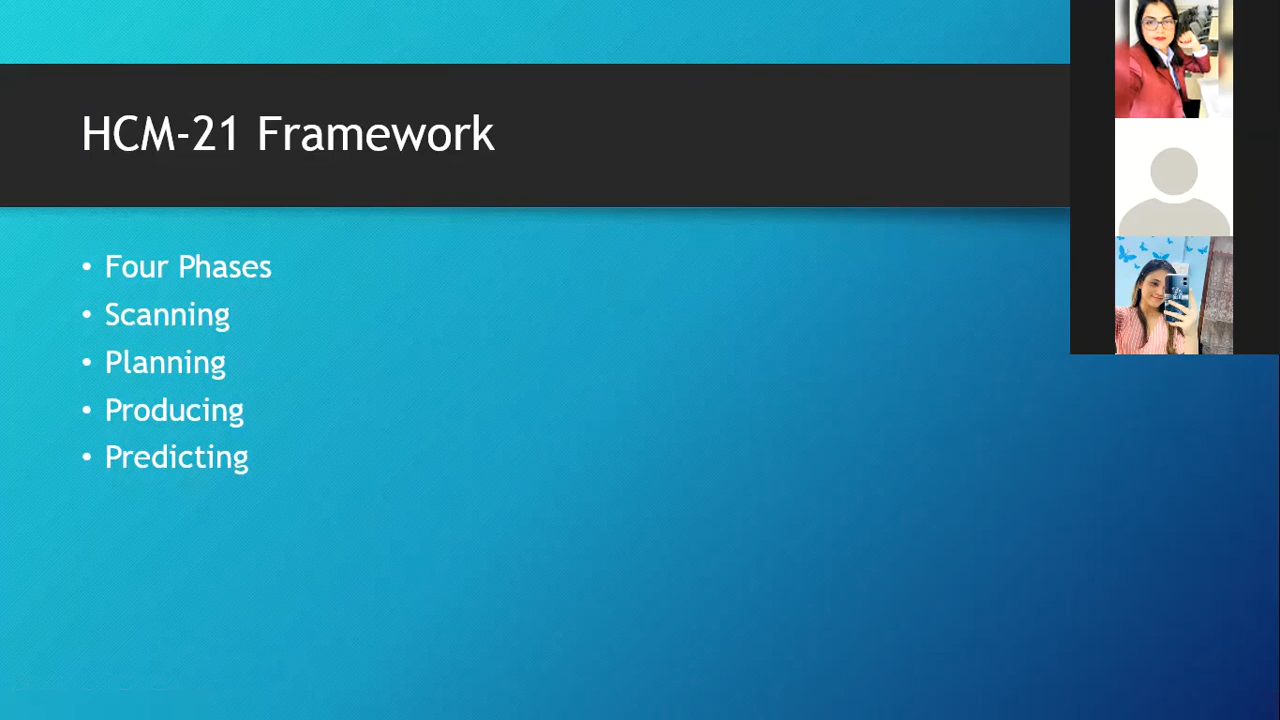 HCM-21 Framework
• Four Phases
• Scanning
• Planning
• Producing
• Predicting